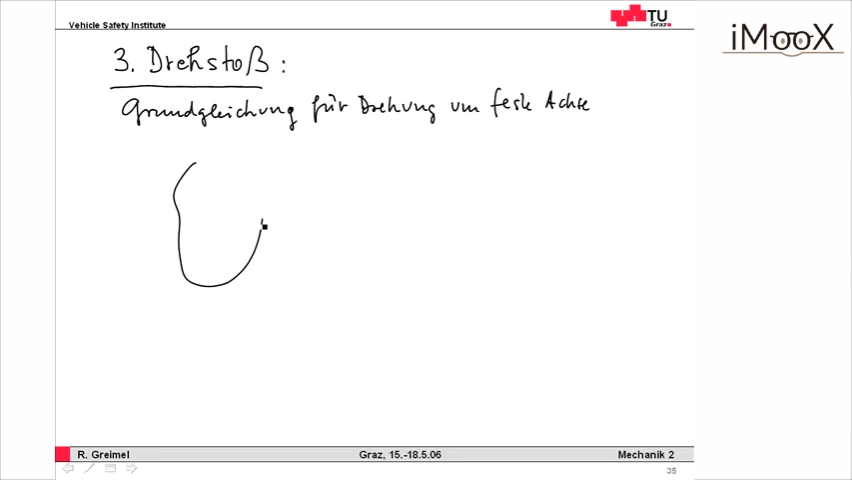 Vehicle Safety Institute
TU
Graz
iMooX
3. Drehstoß:
Grundgleichung für Drehung um feste Achse
R. Greimel
Graz, 15.-18.5.06
Mechanik 2
35